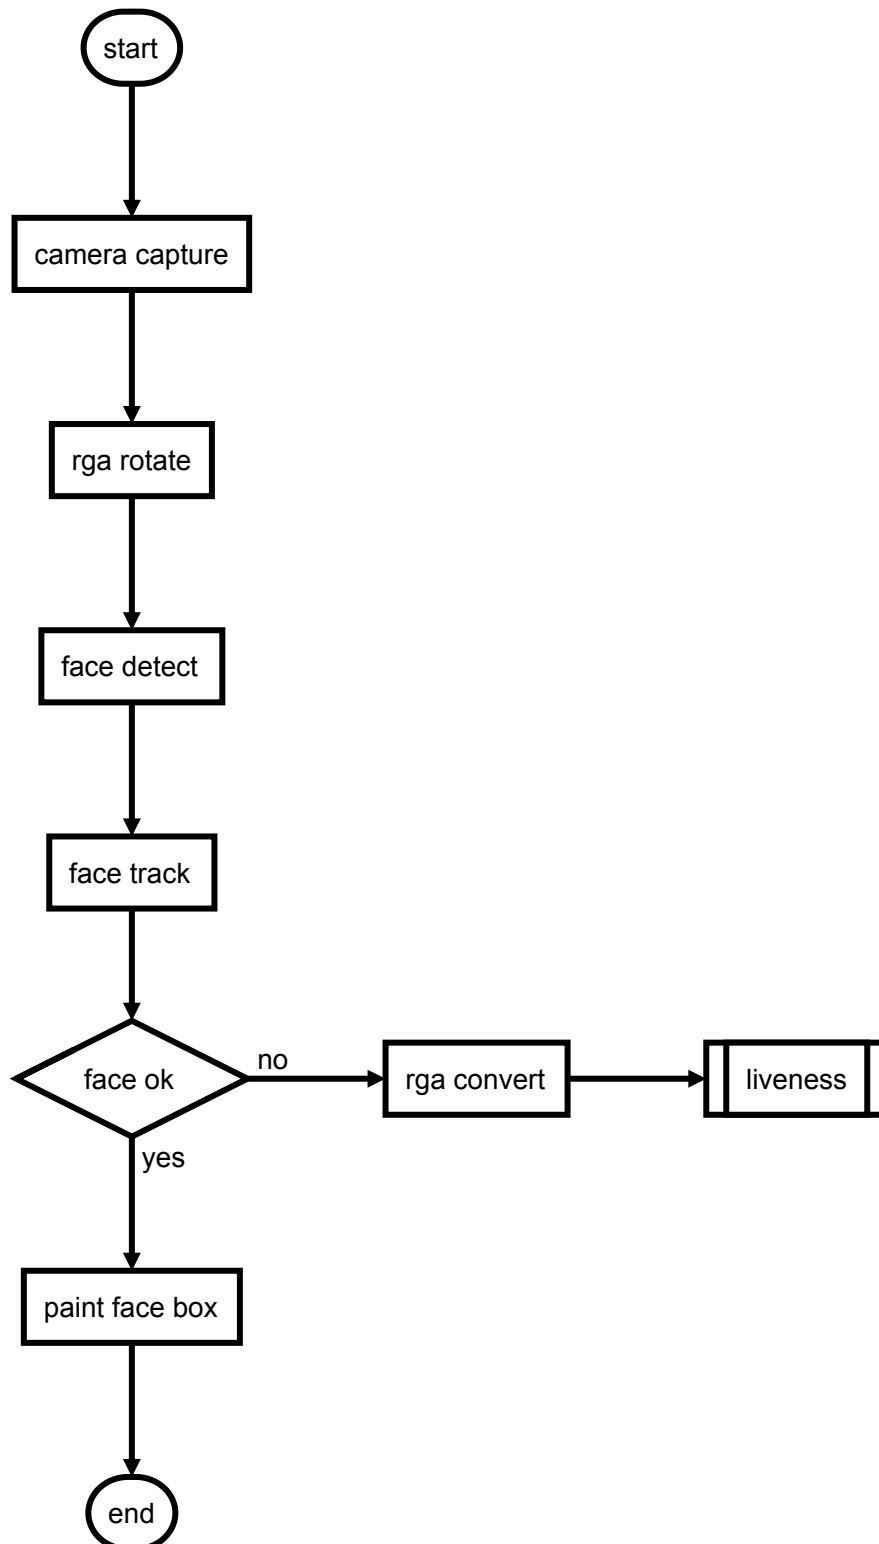 start
camera capture
rga rotate
face detect
face track
face ok
no
rga convert
liveness
yes
paint face box
end